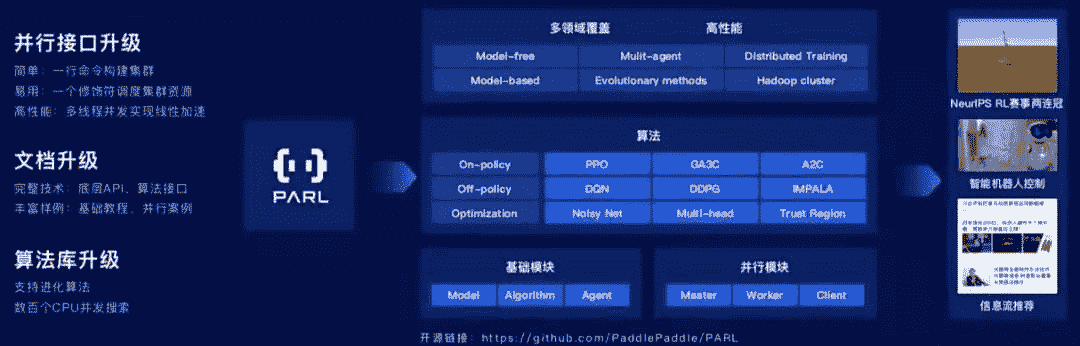 并行接口升级
简单：一行命令构建集群
易用：一个修饰符调度集群资源
高性能：多线程并发实现线性加速
文档升级
完整技术：底层API、算法接口
丰富样例：基础教程、并行案例
算法库升级
支持进化算法
数百个CPU并发搜索
PARL
多领域覆盖 高性能
Model-free Mulit-agent Distributed Training
Model-based Evolutionary methods Hadoop cluster
算法
On-policy PPO GA3C A2C
Off-policy DQN DDPG IMPALA
Optimization Noisy Net Multi-head Trust Region
基础模块
Model Algorithm Agent
并行模块
Master Worker Client
开源链接：https://github.com/PaddlePaddle/PARL
NeurIPS RL赛事两连冠
智能机器人控制
信息流推荐